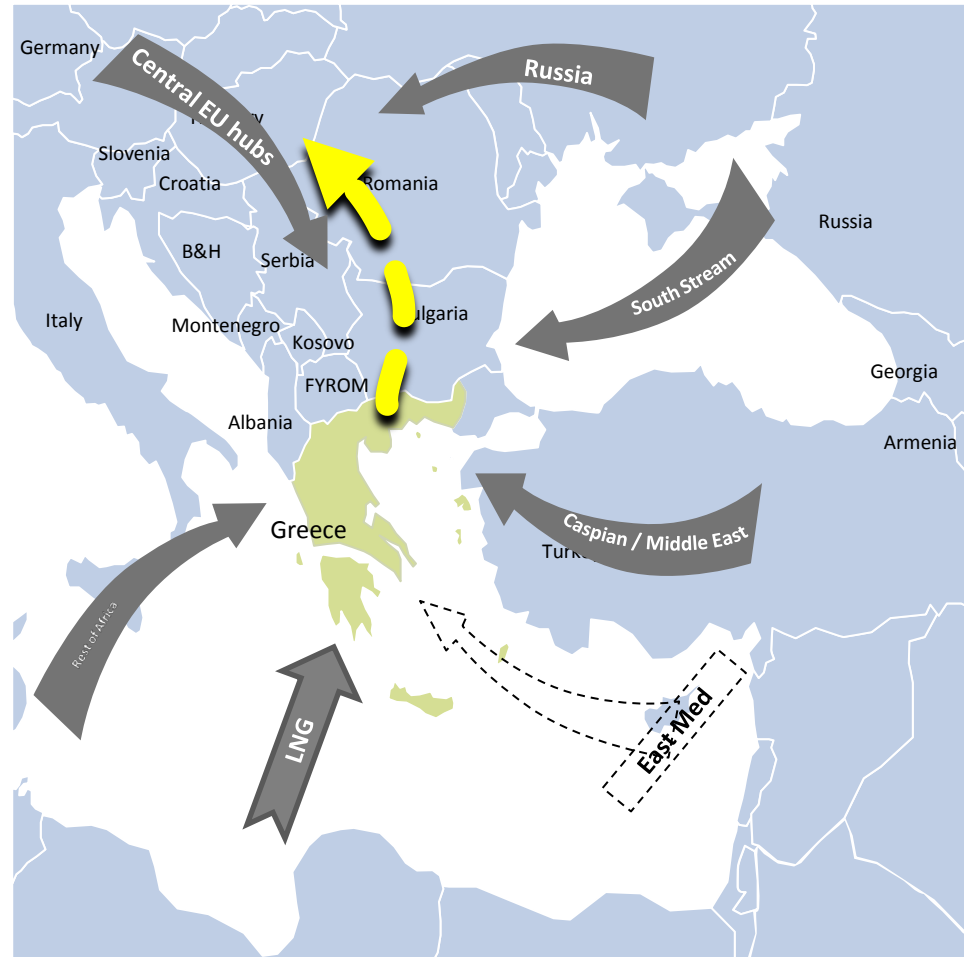 Germany
Central EU hubs
Russia
Slovenia
Croatia
Romania
Russia
B&H
Serbia
South Stream
Italy
Montenegro
Kosovo
FYROM
Georgia
Albania
Armenia
Greece
Caspian / Middle East
Rest of Africa
East Med
LNG